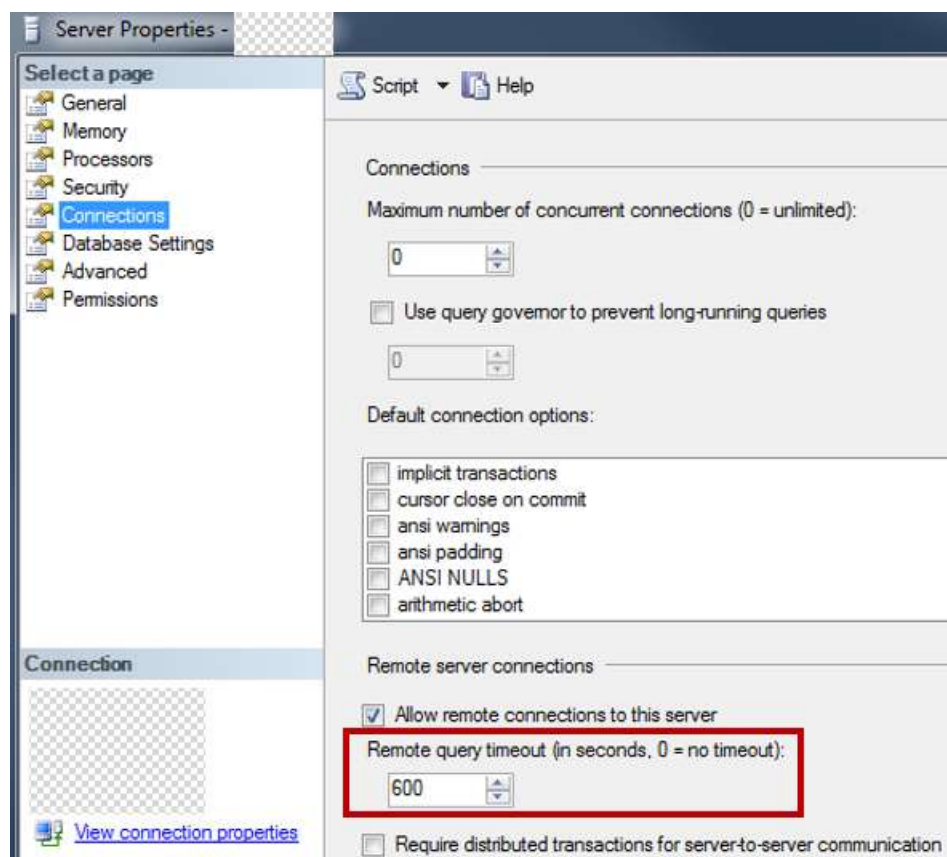 Server Properties -
Select a page
General
Memory
Processors
Security
Connections
Database Settings
Advanced
Permissions
Connection
View connection properties
Script
Help
Connections
Maximum number of concurrent connections (0 = unlimited):
0
Use query governor to prevent long-running queries
0
Default connection options:
implicit transactions
cursor close on commit
ansi warnings
ansi padding
ANSI NULLS
arithmetic abort
Remote server connections
Allow remote connections to this server
Remote query timeout (in seconds, 0 = no timeout):
600
Require distributed transactions for server-to-server communication